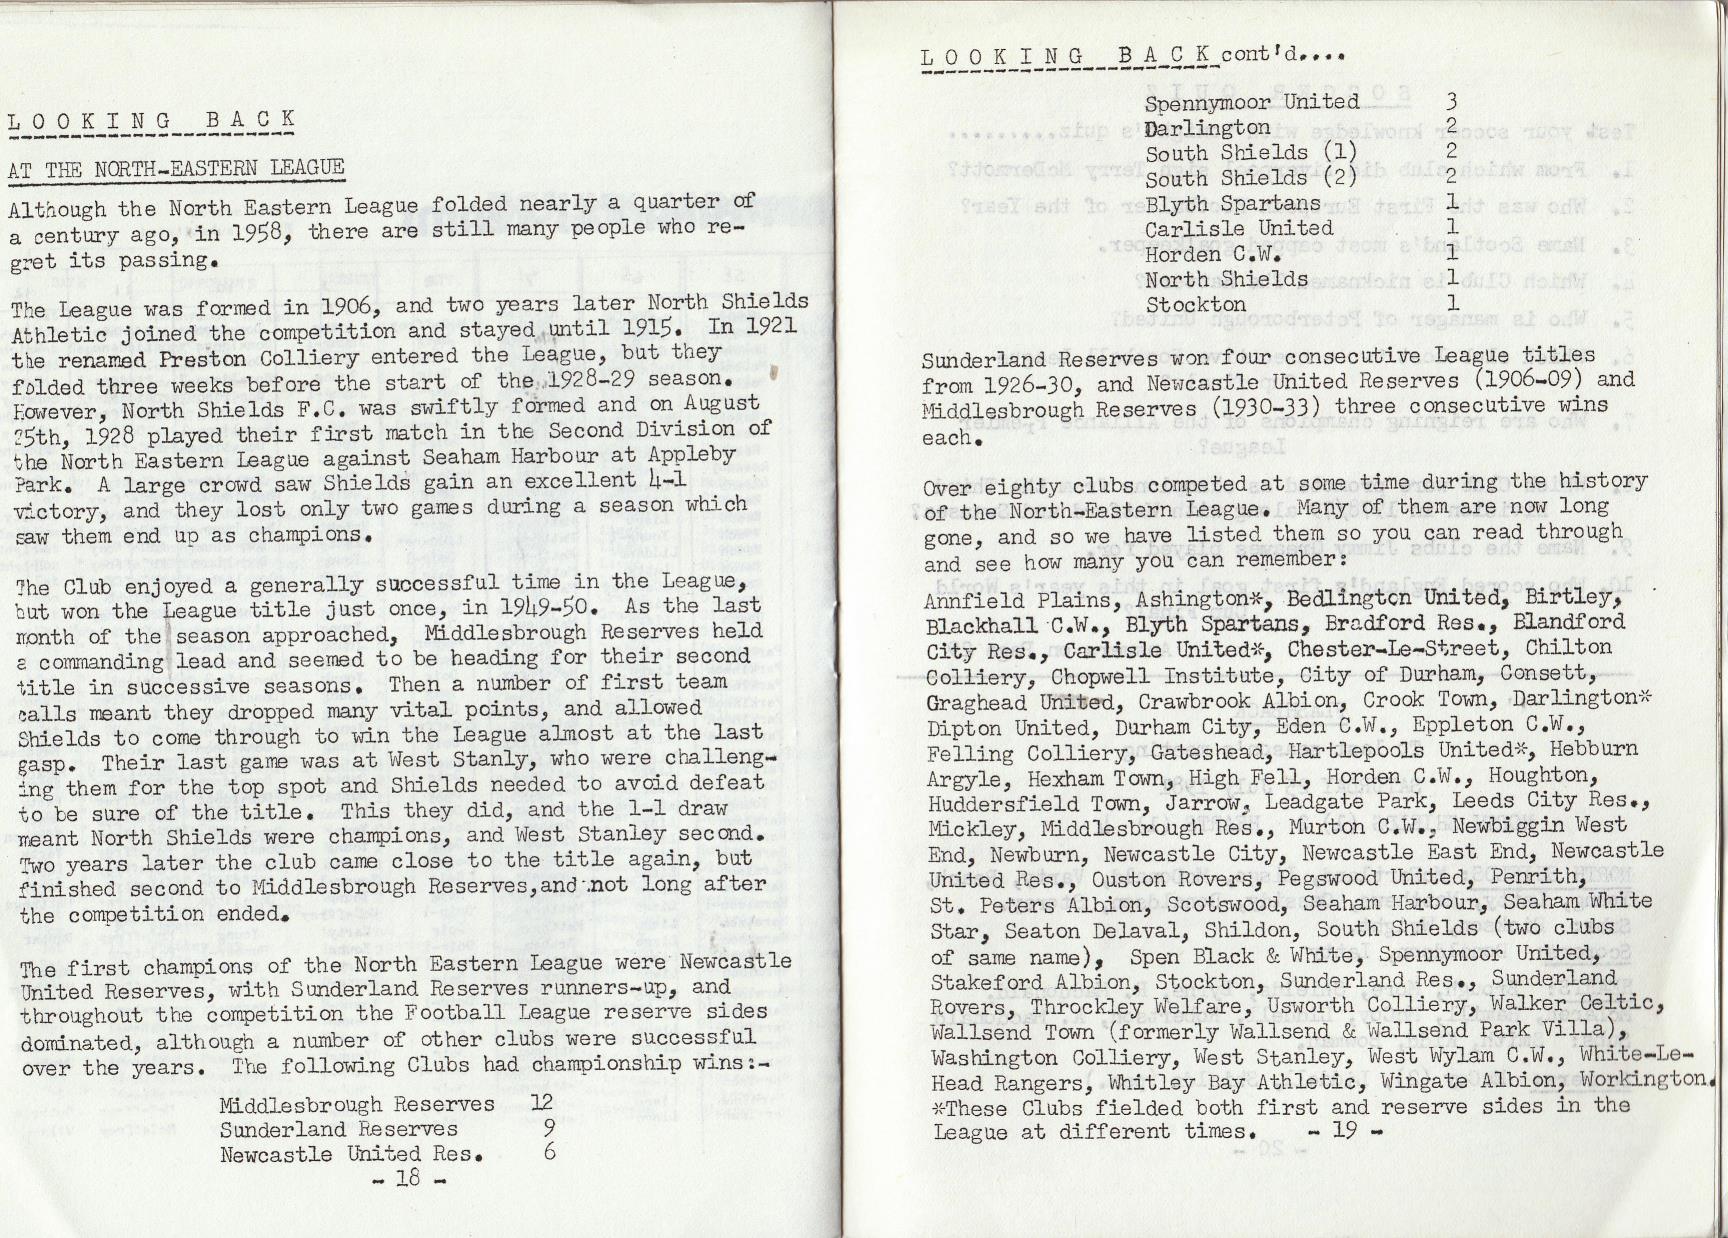 LOOKING BACK
AT THE NORTH-EASTERN LEAGUE
Although the North Eastern League folded nearly a quarter of
a century ago, in 1958, there are still many people who re-
gret its passing.
The League was formed in 1906, and two years later North Shields
Athletic joined the competition and stayed until 1915. In 1921
the renamed Preston Colliery entered the League, but they
folded three weeks before the start of the 1928-29 season.
However, North Shields F.C. was swiftly formed and on August
25th, 1928 played their first match in the Second Division of
the North Eastern League against Seaham Harbour at Appleby
Park. A large crowd saw Shields gain an excellent 4-1
victory, and they lost only two games during a season which
saw them end up as champions.
The Club enjoyed a generally successful time in the League,
but won the League title just once, in 1949-50. As the last
month of the season approached, Middlesbrough Reserves held
a commanding lead and seemed to be heading for their second
title in successive seasons. Then a number of first team
calls meant they dropped many vital points, and allowed
Shields to come through to win the League almost at the last
gasp. Their last game was at West Stanly, who were challeng-
ing them for the top spot and Shields needed to avoid defeat
to be sure of the title. This they did, and the 1-1 draw
meant North Shields were champions, and West Stanley second.
Two years later the club came close to the title again, but
finished second to Middlesbrough Reserves, and not long after
the competition ended.
The first champions of the North Eastern League were Newcastle
United Reserves, with Sunderland Reserves runners-up, and
throughout the competition the Football League reserve sides
dominated, although a number of other clubs were successful
over the years. The following Clubs had championship wins:-
Middlesbrough Reserves 12
Sunderland Reserves 9
Newcastle United Res. 6
- 18 -
LOOKING BACK cont'd....
Spennymoor United 3
Darlington 2
South Shields (1) 2
South Shields (2) 2
Blyth Spartans 1
Carlisle United 1
Horden C.W. 1
North Shields 1
Stockton 1
Sunderland Reserves won four consecutive League titles
from 1926-30, and Newcastle United Reserves (1906-09) and
Middlesbrough Reserves (1930-33) three consecutive wins
each.
Over eighty clubs competed at some time during the history
of the North-Eastern League. Many of them are now long
gone, and so we have listed them so you can read through
and see how many you can remember:
Annfield Plains, Ashington*, Bedlington United, Birtley,
Blackhall C.W., Blyth Spartans, Bradford Res., Blandford
City Res., Carlisle United*, Chester-Le-Street, Chilton
Colliery, Chopwell Institute, City of Durham, Consett,
Graghead United, Crawbrook Albion, Crook Town, Darlington*
Dipton United, Durham City, Eden C.W., Eppleton C.W.,
Felling Colliery, Gateshead, Hartlepools United*, Hebburn
Argyle, Hexham Town, High Fell, Horden C.W., Houghton,
Huddersfield Town, Jarrow, Leadgate Park, Leeds City Res.,
Mickley, Middlesbrough Res., Murton C.W., Newbiggin West
End, Newburn, Newcastle City, Newcastle East End, Newcastle
United Res., Ouston Rovers, Pegswood United, Penrith,
St. Peters Albion, Scotswood, Seaham Harbour, Seaham White
Star, Seaton Delaval, Shildon, South Shields (two clubs
of same name), Spen Black & White, Spennymoor United,
Stakeford Albion, Stockton, Sunderland Res., Sunderland
Rovers, Throckley Welfare, Usworth Colliery, Walker Celtic,
Wallsend Town (formerly Wallsend & Wallsend Park Villa),
Washington Colliery, West Stanley, West Wylam C.W., White-Le-
Head Rangers, Whitley Bay Athletic, Wingate Albion, Workington.
*These Clubs fielded both first and reserve sides in the
League at different times. - 19 -